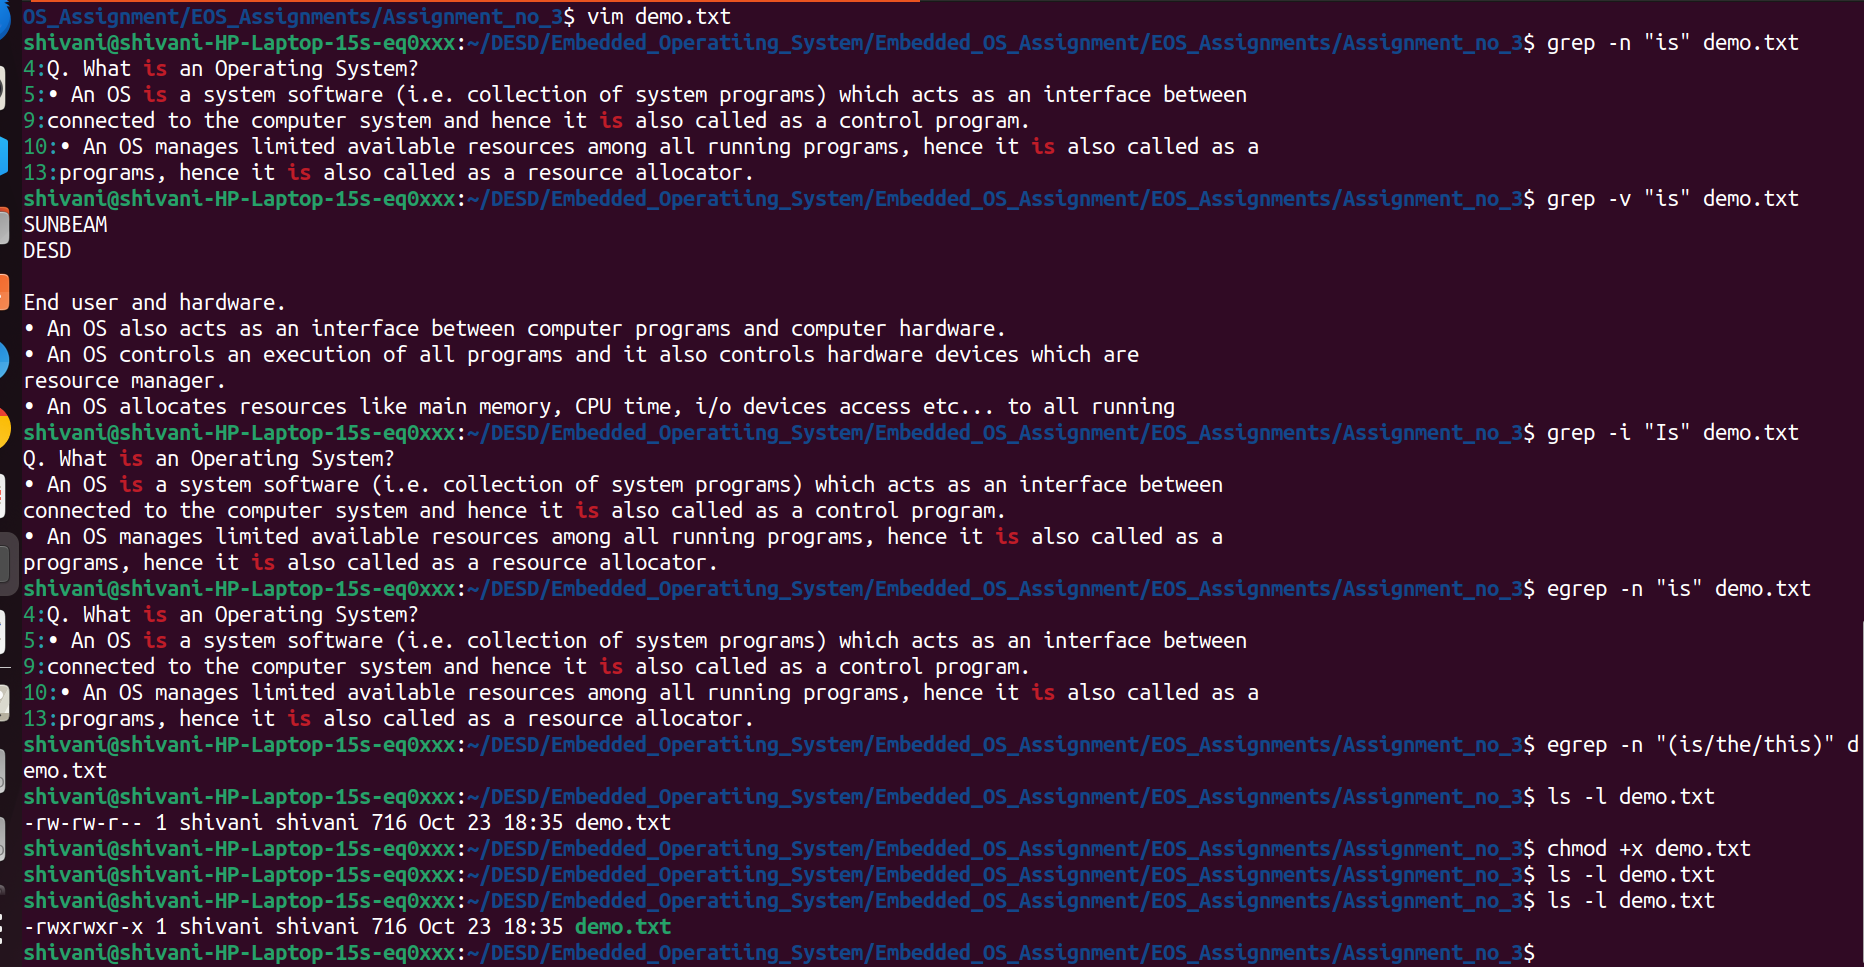 OS_Assignment/EOS_Assignments/Assignment_no_3$ vim demo.txt
shivani@shivani-HP-Laptop-15s-eq0xxx:~/DESD/Embedded_Operatiing_System/Embedded_OS_Assignment/EOS_Assignments/Assignment_no_3$ grep -n "is" demo.txt
4:Q. What is an Operating System?
5:• An OS is a system software (i.e. collection of system programs) which acts as an interface between
9:connected to the computer system and hence it is also called as a control program.
10:• An OS manages limited available resources among all running programs, hence it is also called as a
13:programs, hence it is also called as a resource allocator.
shivani@shivani-HP-Laptop-15s-eq0xxx:~/DESD/Embedded_Operatiing_System/Embedded_OS_Assignment/EOS_Assignments/Assignment_no_3$ grep -v "is" demo.txt
SUNBEAM
DESD

End user and hardware.
• An OS also acts as an interface between computer programs and computer hardware.
• An OS controls an execution of all programs and it also controls hardware devices which are
resource manager.
• An OS allocates resources like main memory, CPU time, i/o devices access etc... to all running
shivani@shivani-HP-Laptop-15s-eq0xxx:~/DESD/Embedded_Operatiing_System/Embedded_OS_Assignment/EOS_Assignments/Assignment_no_3$ grep -i "Is" demo.txt
Q. What is an Operating System?
• An OS is a system software (i.e. collection of system programs) which acts as an interface between
connected to the computer system and hence it is also called as a control program.
• An OS manages limited available resources among all running programs, hence it is also called as a
programs, hence it is also called as a resource allocator.
shivani@shivani-HP-Laptop-15s-eq0xxx:~/DESD/Embedded_Operatiing_System/Embedded_OS_Assignment/EOS_Assignments/Assignment_no_3$ egrep -n "is" demo.txt
4:Q. What is an Operating System?
5:• An OS is a system software (i.e. collection of system programs) which acts as an interface between
9:connected to the computer system and hence it is also called as a control program.
10:• An OS manages limited available resources among all running programs, hence it is also called as a
13:programs, hence it is also called as a resource allocator.
shivani@shivani-HP-Laptop-15s-eq0xxx:~/DESD/Embedded_Operatiing_System/Embedded_OS_Assignment/EOS_Assignments/Assignment_no_3$ egrep -n "(is/the/this)" d
emo.txt
shivani@shivani-HP-Laptop-15s-eq0xxx:~/DESD/Embedded_Operatiing_System/Embedded_OS_Assignment/EOS_Assignments/Assignment_no_3$ ls -l demo.txt
-rw-rw-r-- 1 shivani shivani 716 Oct 23 18:35 demo.txt
shivani@shivani-HP-Laptop-15s-eq0xxx:~/DESD/Embedded_Operatiing_System/Embedded_OS_Assignment/EOS_Assignments/Assignment_no_3$ chmod +x demo.txt
shivani@shivani-HP-Laptop-15s-eq0xxx:~/DESD/Embedded_Operatiing_System/Embedded_OS_Assignment/EOS_Assignments/Assignment_no_3$ ls -l demo.txt
shivani@shivani-HP-Laptop-15s-eq0xxx:~/DESD/Embedded_Operatiing_System/Embedded_OS_Assignment/EOS_Assignments/Assignment_no_3$ ls -l demo.txt
-rwxrwxr-x 1 shivani shivani 716 Oct 23 18:35 demo.txt
shivani@shivani-HP-Laptop-15s-eq0xxx:~/DESD/Embedded_Operatiing_System/Embedded_OS_Assignment/EOS_Assignments/Assignment_no_3$